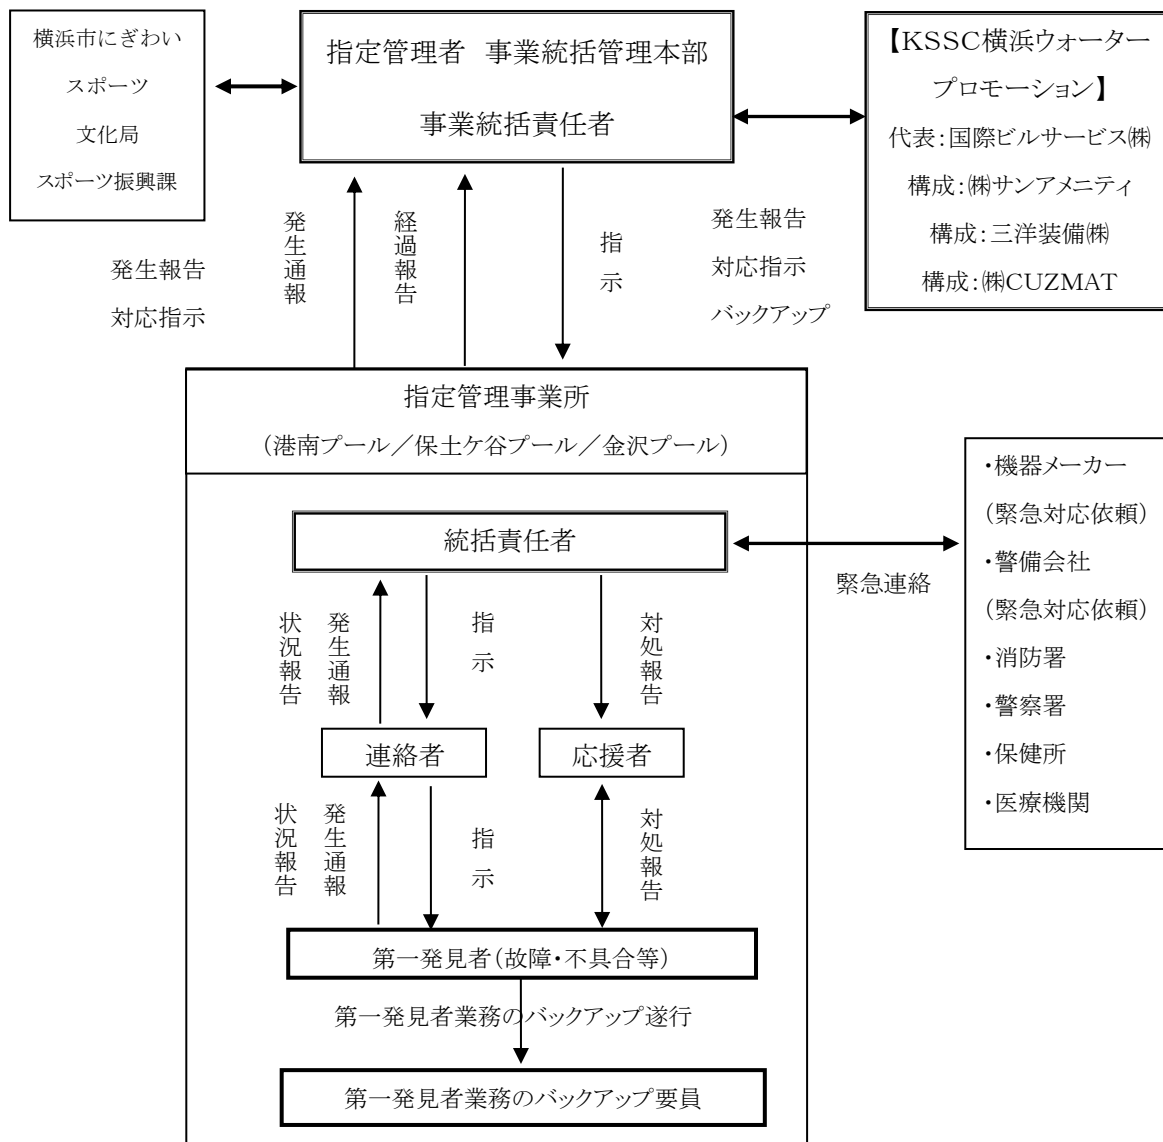 横浜市にぎわい
スポーツ
文化局
スポーツ振興課
指定管理者　事業統括管理本部
事業統括責任者
【KSSC横浜ウォーター
プロモーション】
代表：国際ビルサービス㈱
構成：㈱サンアメニティ
構成：三洋装備㈱
構成：㈱CUZMAT
発生報告
対応指示
発生通報
経過報告
指示
発生報告
対応指示
バックアップ
指定管理事業所
（港南プール／保土ケ谷プール／金沢プール）
統括責任者
緊急連絡
・機器メーカー
（緊急対応依頼）
・警備会社
（緊急対応依頼）
・消防署
・警察署
・保健所
・医療機関
状況報告
発生通報
指示
対処報告
連絡者
応援者
状況報告
発生通報
指示
対処報告
第一発見者（故障・不具合等）
第一発見者業務のバックアップ遂行
第一発見者業務のバックアップ要員